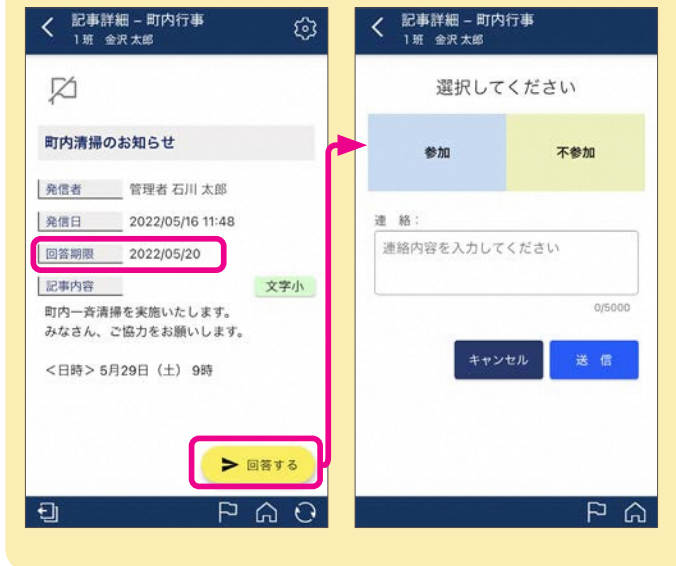 記事詳細 – 町内行事
1班 金沢 太郎
町内清掃のお知らせ
発信者 管理者 石川 太郎
発信日 2022/05/16 11:48
回答期限 2022/05/20
記事内容 文字小
町内一斉清掃を実施いたします。
みなさん、ご協力をお願いします。
＜日時＞ 5月29日（土） 9時
回答する
記事詳細 – 町内行事
1班 金沢 太郎
選択してください
参加 不参加
連 絡：
連絡内容を入力してください
0/5000
キャンセル 送 信